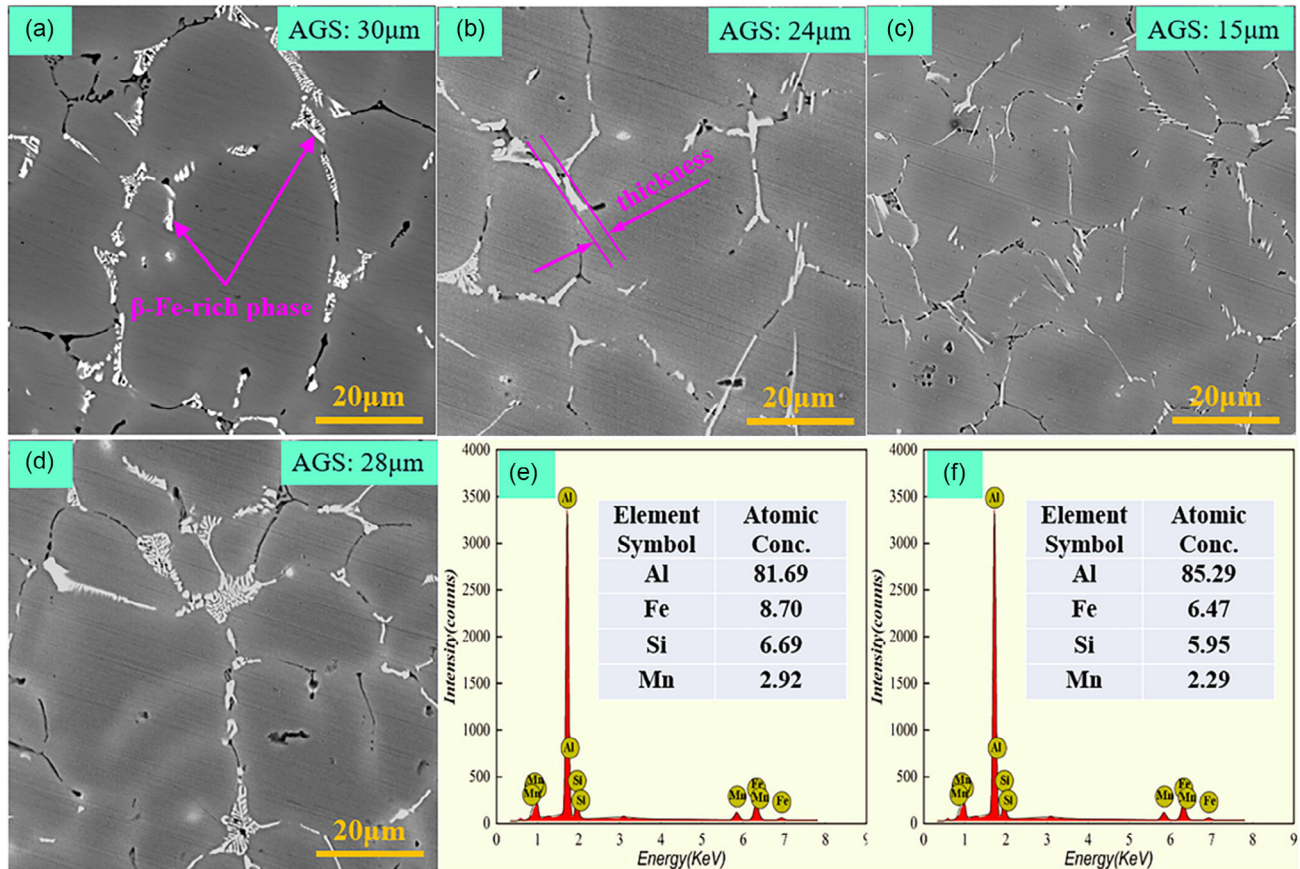 (a)
AGS: 30μm
β-Fe-rich phase
20μm
(b)
AGS: 24μm
thickness
20μm
(c)
AGS: 15μm
20μm
(d)
AGS: 28μm
20μm
(e)
4000
3500
3000
2500
2000
1500
1000
500
0
Intensity(counts)
0 1 2 3 4 5 6 7 8 9
Energy(KeV)
Element Symbol Atomic Conc.
Al 81.69
Fe 8.70
Si 6.69
Mn 2.92
Al
Al
Si
Si
Mn
Mn
Mn
Fe
Mn
Fe
(f)
4000
3500
3000
2500
2000
1500
1000
500
0
Intensity(counts)
0 1 2 3 4 5 6 7 8 9
Energy(KeV)
Element Symbol Atomic Conc.
Al 85.29
Fe 6.47
Si 5.95
Mn 2.29
Al
Al
Si
Si
Mn
Mn
Mn
Fe
Mn
Fe